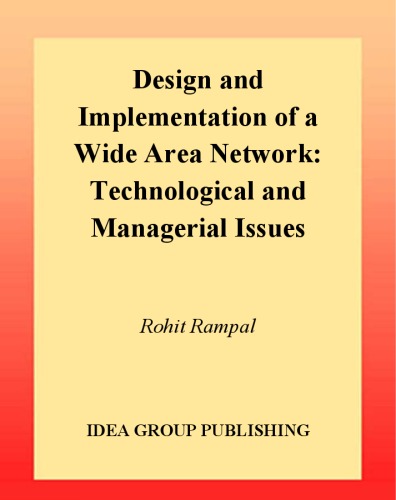 Design and
Implementation of a
Wide Area Network:
Technological and
Managerial Issues
Rohit Rampal
IDEA GROUP PUBLISHING